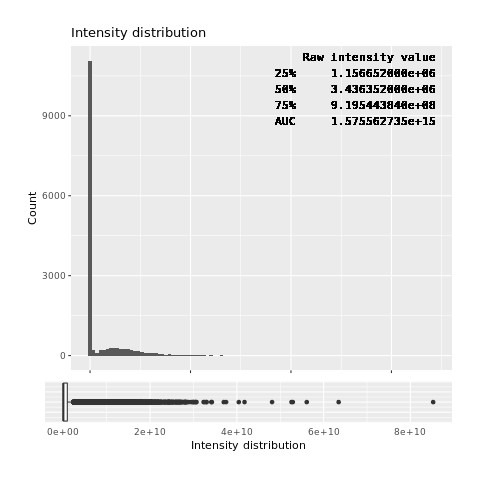 Intensity distribution
Raw intensity value
25% 1.156652000e+06
50% 3.436352000e+06
75% 9.195443840e+08
AUC 1.575562735e+15
9000
6000
3000
0
Count
0e+00 2e+10 4e+10 6e+10 8e+10
Intensity distribution